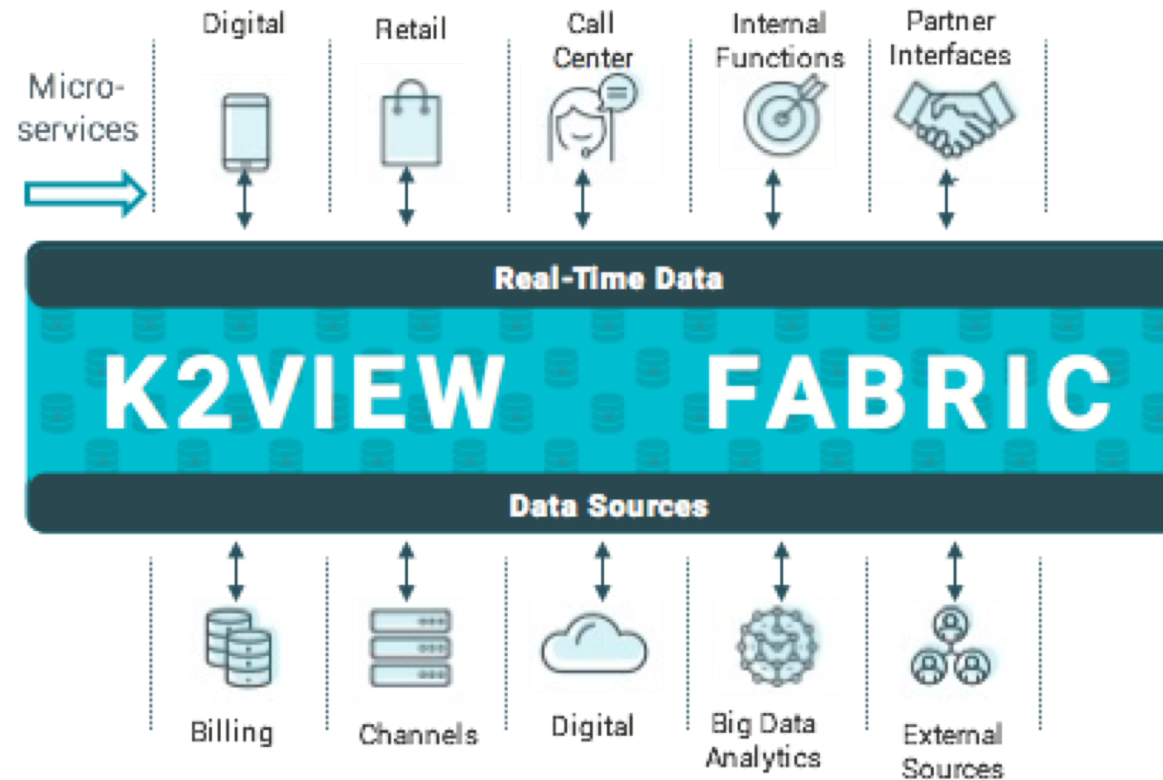 Digital
Retail
Call
Center
Internal
Functions
Partner
Interfaces
Micro-
services
Real-Time Data
K2VIEW FABRIC
Data Sources
Billing
Channels
Digital
Big Data
Analytics
External
Sources